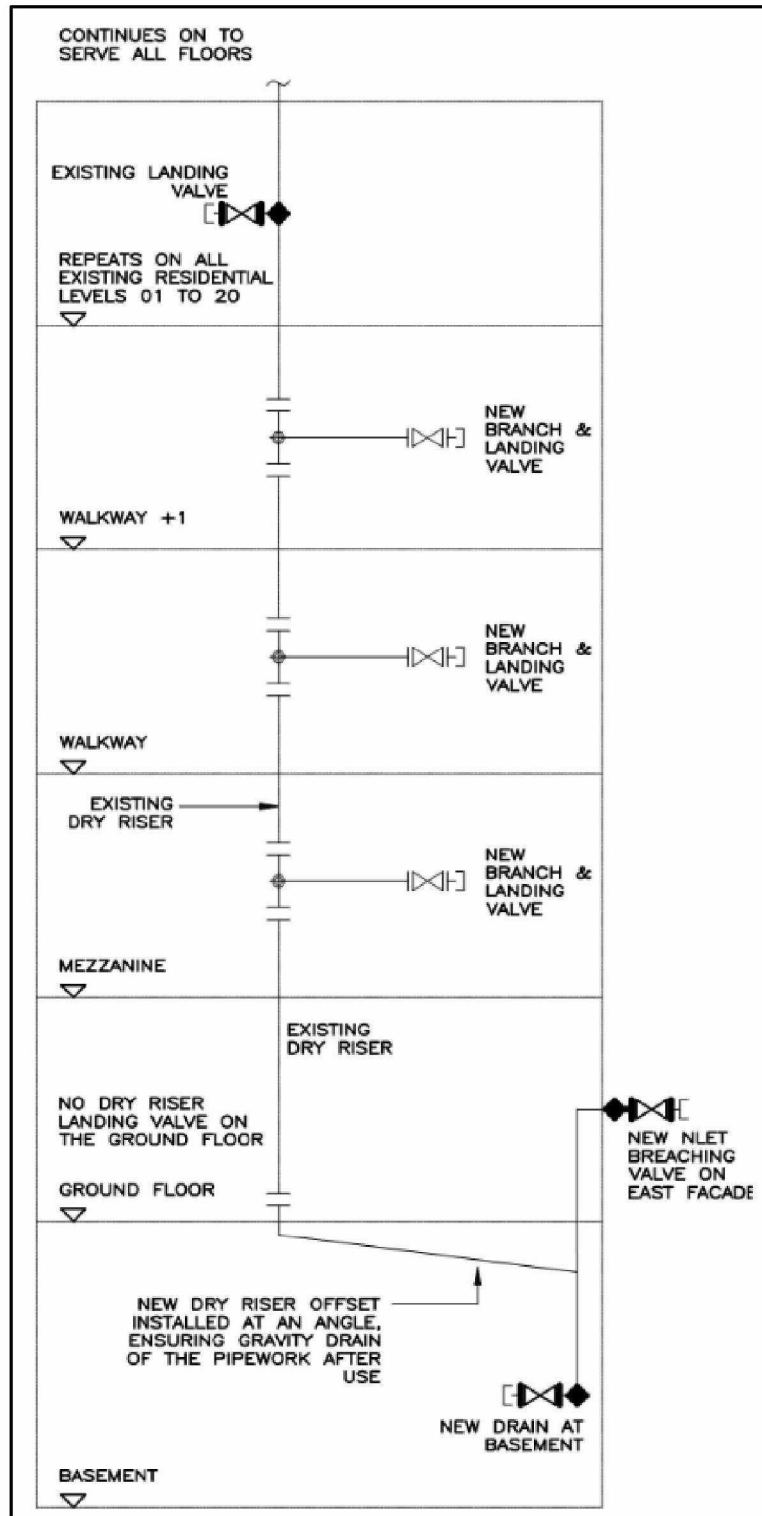 CONTINUES ON TO
SERVE ALL FLOORS
EXISTING LANDING
VALVE
REPEATS ON ALL
EXISTING RESIDENTIAL
LEVELS 01 TO 20
NEW
BRANCH &
LANDING
VALVE
WALKWAY +1
NEW
BRANCH &
LANDING
VALVE
WALKWAY
EXISTING
DRY RISER
NEW
BRANCH &
LANDING
VALVE
MEZZANINE
EXISTING
DRY RISER
NO DRY RISER
LANDING VALVE ON
THE GROUND FLOOR
NEW NLET
BREACHING
VALVE ON
EAST FACADE
GROUND FLOOR
NEW DRY RISER OFFSET
INSTALLED AT AN ANGLE,
ENSURING GRAVITY DRAIN
OF THE PIPEWORK AFTER
USE
NEW DRAIN AT
BASEMENT
BASEMENT